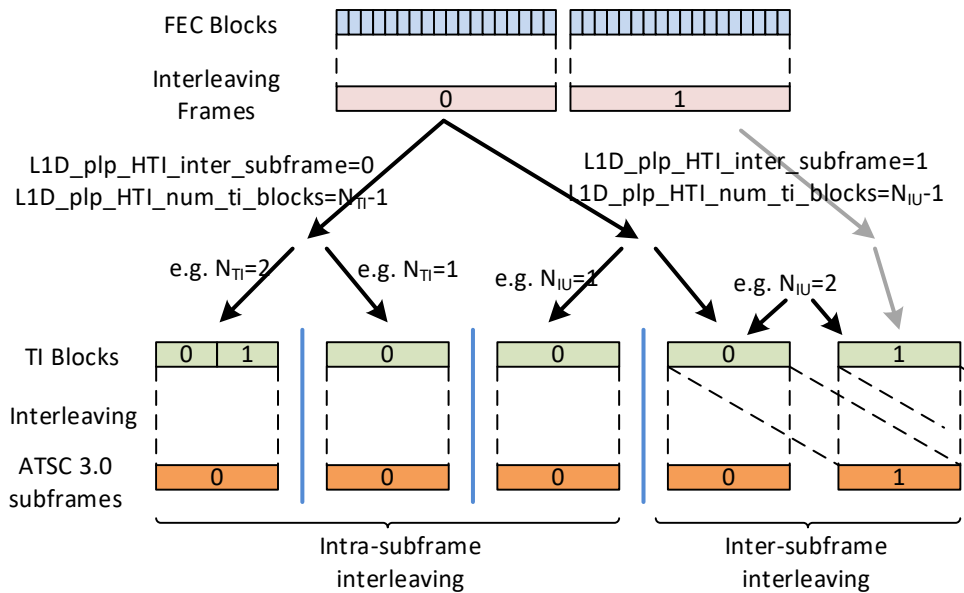 FEC Blocks
Interleaving
Frames
0
1
L1D_plp_HTI_inter_subframe=0
L1D_plp_HTI_num_ti_blocks=NTI-1
L1D_plp_HTI_inter_subframe=1
L1D_plp_HTI_num_ti_blocks=NIU-1
e.g. NTI=2
e.g. NTI=1
e.g. NIU=1
e.g. NIU=2
TI Blocks
0
1
0
0
0
1
Interleaving
ATSC 3.0
subframes
0
0
0
0
1
Intra-subframe
interleaving
Inter-subframe
interleaving